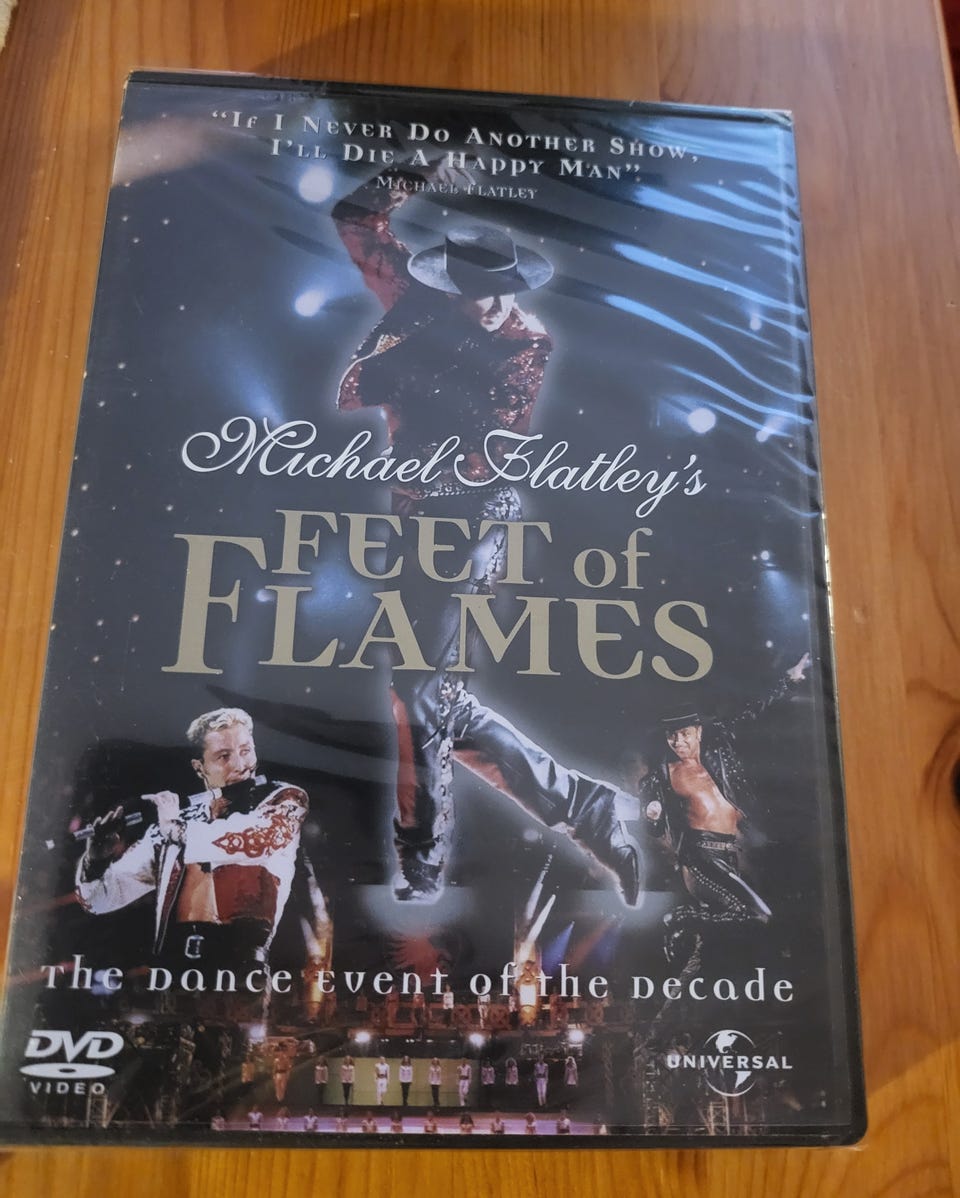 “If I Never Do Another Show,
I’ll Die A Happy Man”
Michael Flatley
Michael Flatley’s
FEET of
FLAMES
The Dance Event of the Decade
DVD
VIDEO
UNIVERSAL